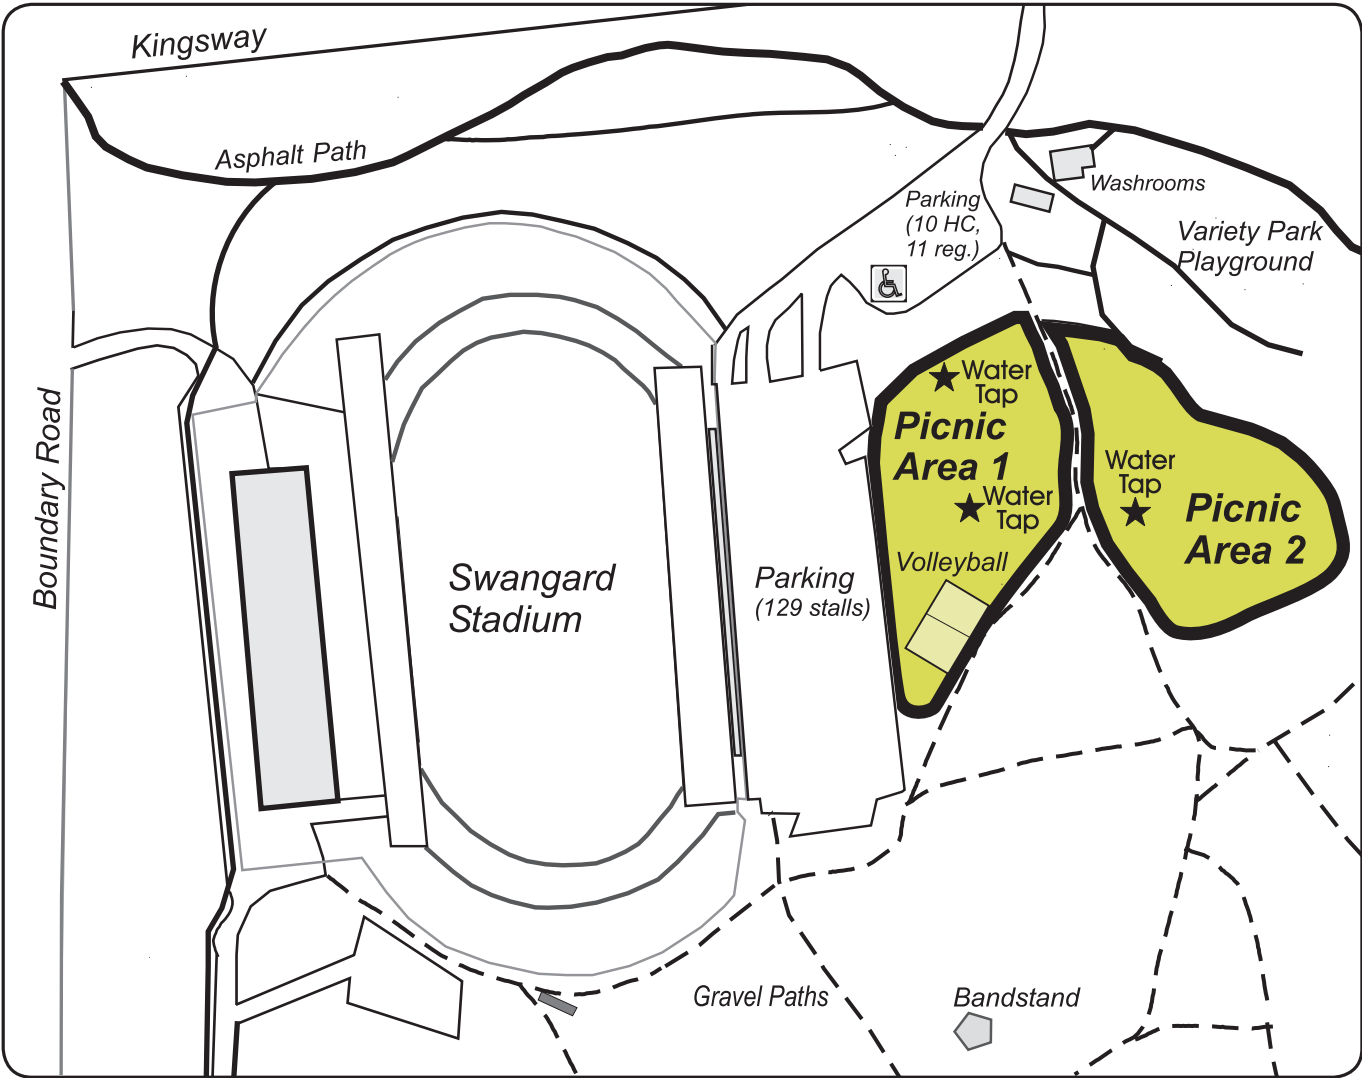 Kingsway
Asphalt Path
Washrooms
Parking
(10 HC,
11 reg.)
Variety Park
Playground
Boundary Road
Water
Tap
Picnic
Area 1
Water
Tap
Water
Tap
Picnic
Area 2
Volleyball
Swangard
Stadium
Parking
(129 stalls)
Gravel Paths
Bandstand